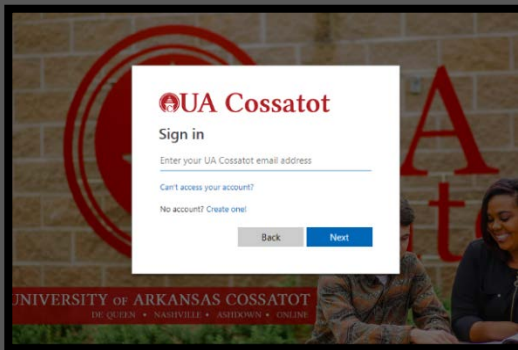 UA Cossatot
Sign in
Enter your UA Cossatot email address
Can't access your account?
No account? Create one!
Back
Next
A
UNIVERSITY OF ARKANSAS COSSATOT
DE QUEEN • NASHVILLE • ASHDOWN • ONLINE